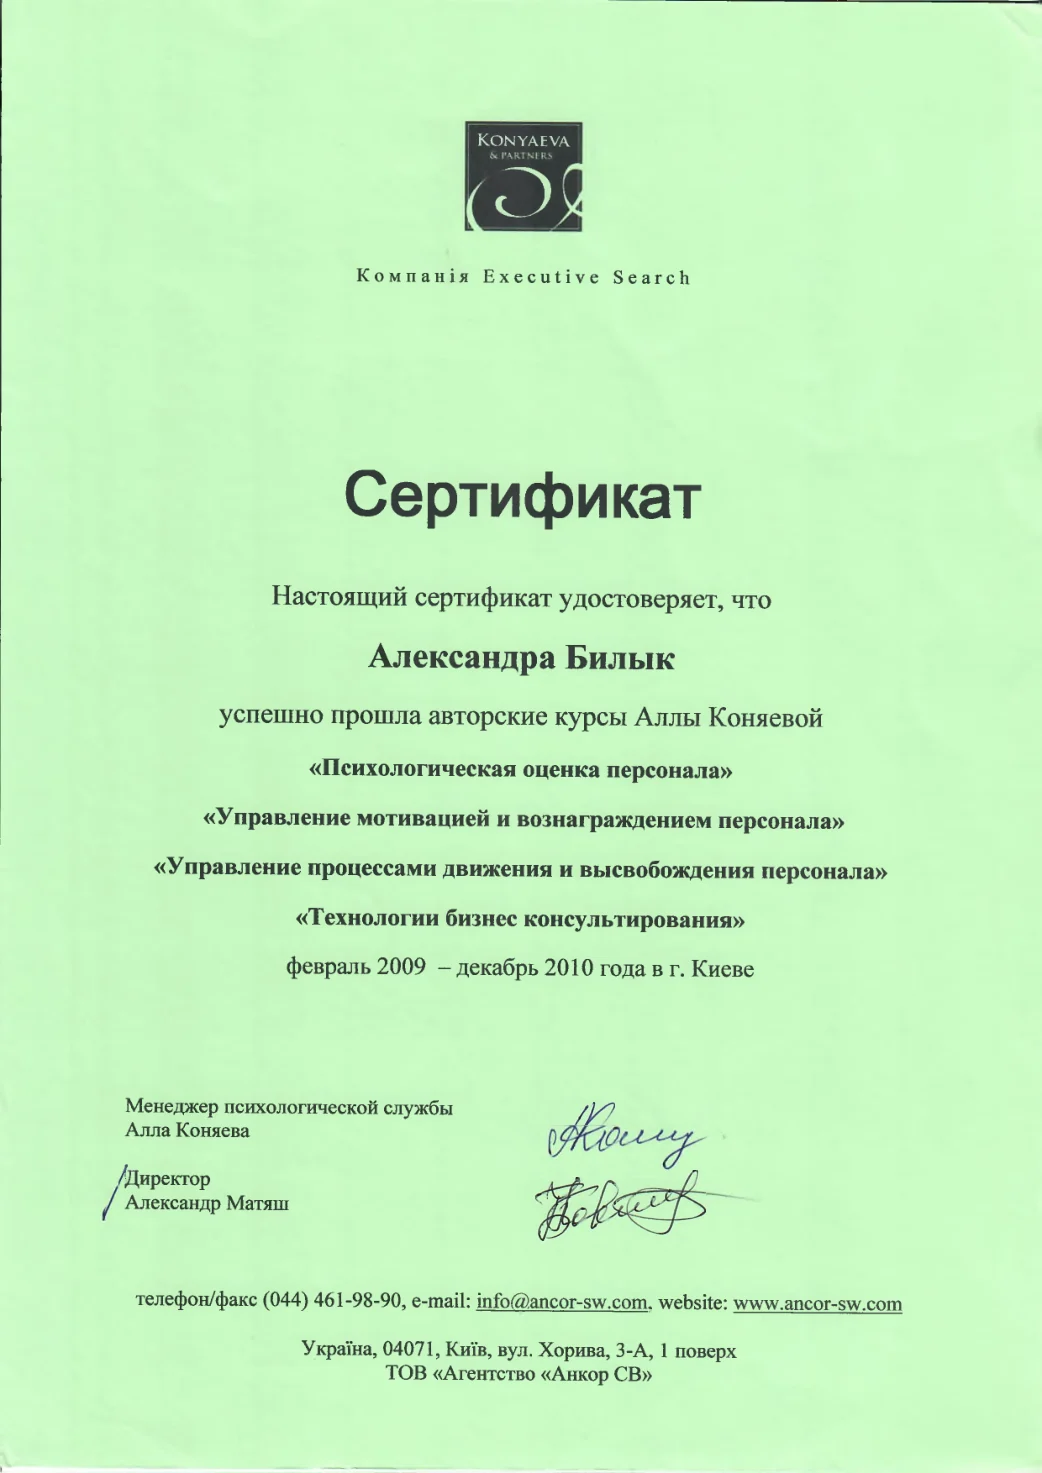 KONYAEVA
& PARTNERS
Компанія Executive Search
Сертификат
Настоящий сертификат удостоверяет, что
Александра Билык
успешно прошла авторские курсы Аллы Коняевой
«Психологическая оценка персонала»
«Управление мотивацией и вознаграждением персонала»
«Управление процессами движения и высвобождения персонала»
«Технологии бизнес консультирования»
февраль 2009 – декабрь 2010 года в г. Киеве
Менеджер психологической службы
Алла Коняева
Директор
Александр Матяш
телефон/факс (044) 461-98-90, e-mail: info@ancor-sw.com. website: www.ancor-sw.com
Україна, 04071, Київ, вул. Хорива, 3-А, 1 поверх
ТОВ «Агентство «Анкор СВ»